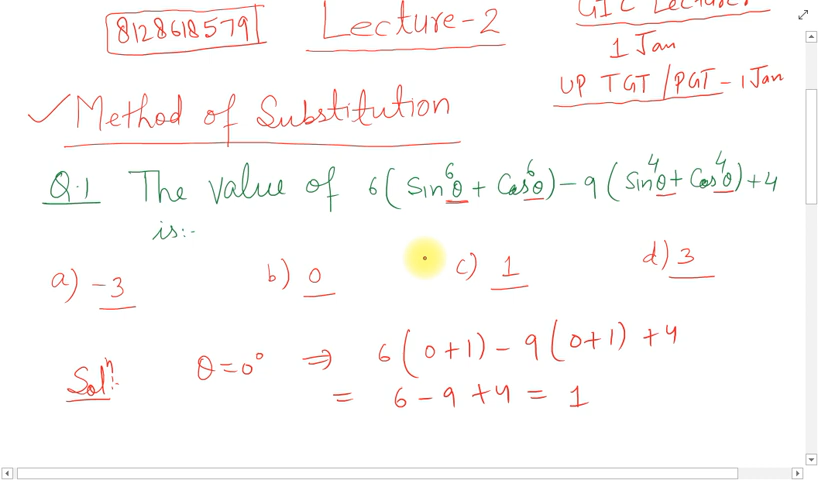 8128618579
Lecture-2
GIC Lecturer
1 Jan
UP TGT/PGT - 1 Jan
✓ Method of Substitution
Q.1 The value of 6(Sin⁶θ + Cos⁶θ) - 9(Sin⁴θ + Cos⁴θ) + 4
is:-
a) -3 b) 0 c) 1 d) 3
Solⁿ:- θ = 0° ⇒ 6(0+1) - 9(0+1) + 4
= 6 - 9 + 4 = 1